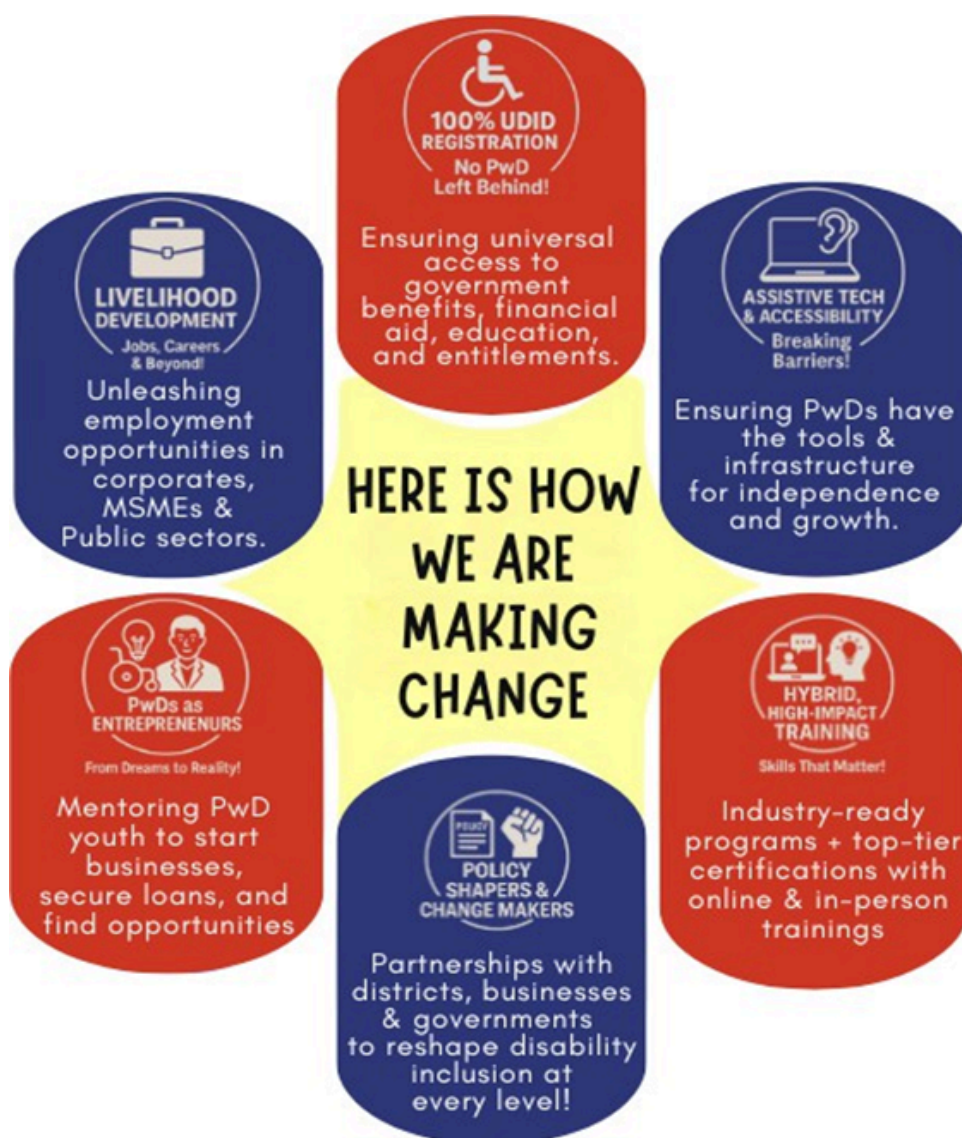 100% UDID
REGISTRATION
No PwD
Left Behind!
Ensuring universal
access to
government
benefits, financial
aid, education,
and entitlements.
LIVELIHOOD
DEVELOPMENT
Jobs, Careers
& Beyond!
Unleashing
employment
opportunities in
corporates,
MSMEs &
Public sectors.
ASSISTIVE TECH
& ACCESSIBILITY
Breaking
Barriers!
Ensuring PwDs have
the tools &
infrastructure
for independence
and growth.
HERE IS HOW
WE ARE
MAKING
CHANGE
PwDs as
ENTREPRENENURS
From Dreams to Reality!
Mentoring PwD
youth to start
businesses,
secure loans, and
find opportunities
HYBRID,
HIGH-IMPACT
TRAINING
Skills That Matter!
Industry-ready
programs + top-tier
certifications with
online & in-person
trainings
POLICY
POLICY
SHAPERS &
CHANGE MAKERS
Partnerships with
districts, businesses
& governments
to reshape disability
inclusion at
every level!